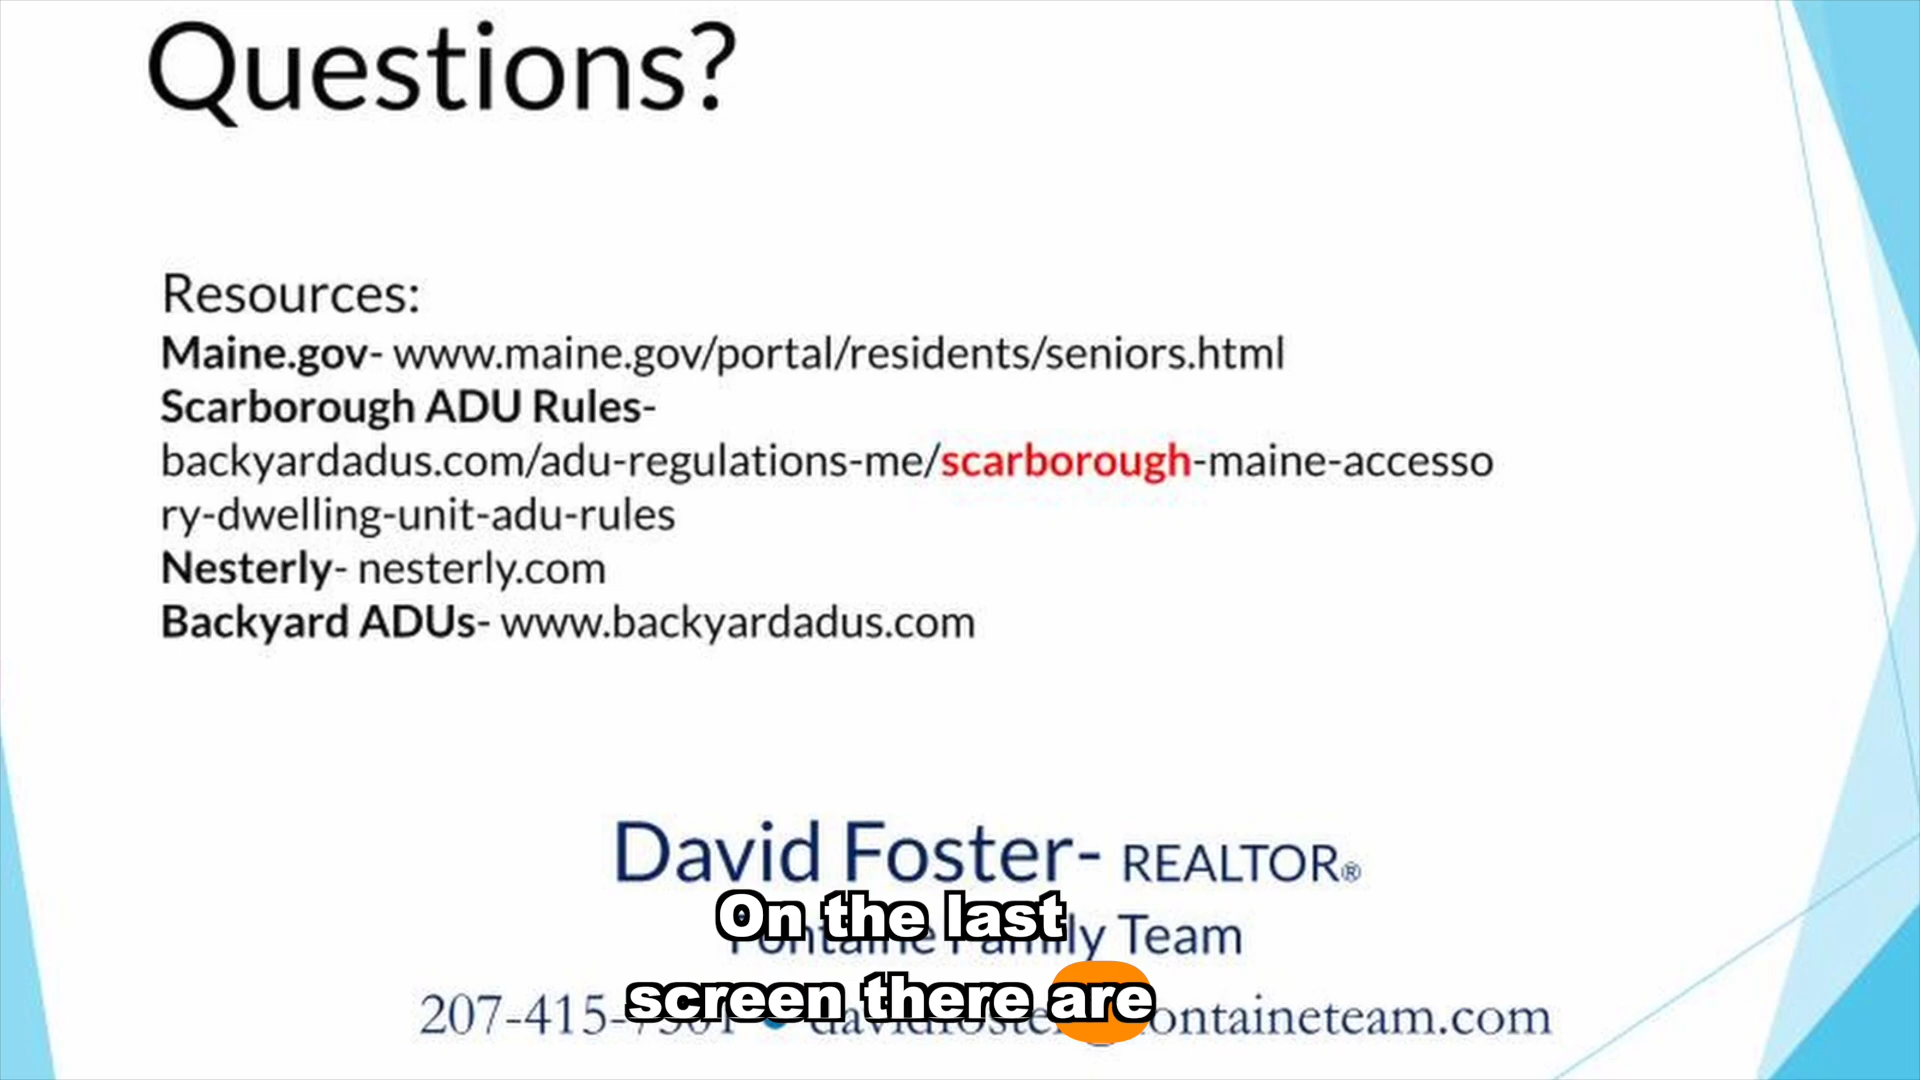 Questions?
Resources:
Maine.gov- www.maine.gov/portal/residents/seniors.html
Scarborough ADU Rules-
backyardadus.com/adu-regulations-me/scarborough-maine-accesso
ry-dwelling-unit-adu-rules
Nesterly- nesterly.com
Backyard ADUs- www.backyardadus.com
David Foster- REALTOR®
On the last
Fontaine Family Team
screen there are
207-415- ontaineteam.com